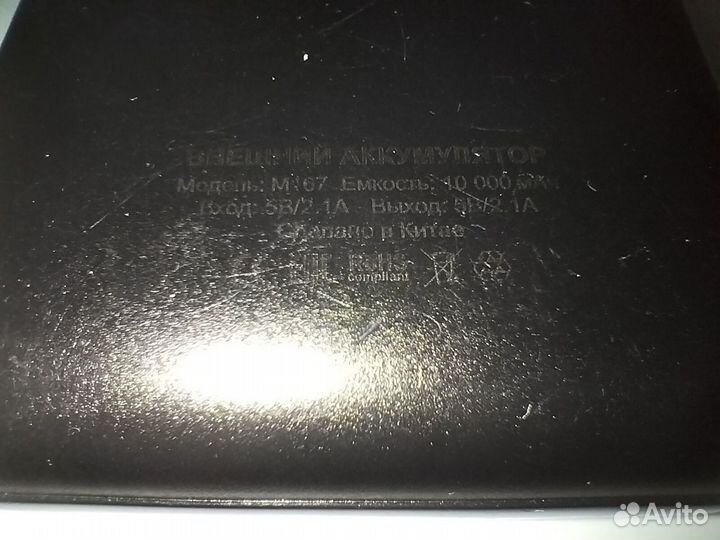 ВНЕШНИЙ АККУМУЛЯТОР
Модель: М167 Емкость: 10 000 мАч
Вход: 5В/2.1А Выход: 5В/2.1А
Сделано в Китае
RoHS
compliant
Avito